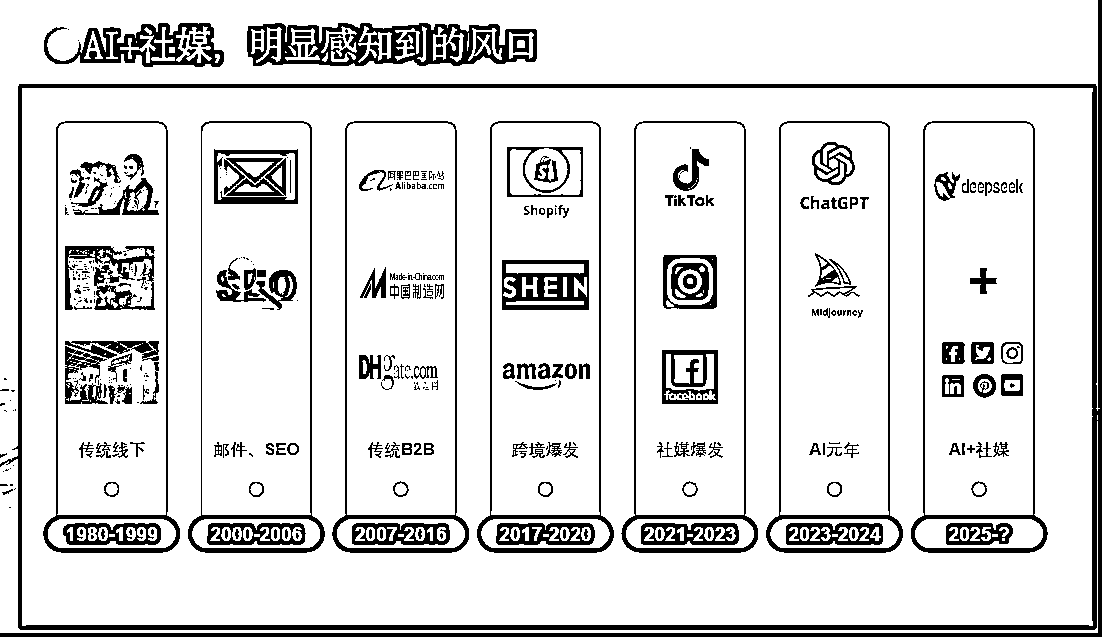 AI+社媒，明显感知到的风口
传统线下
1980-1999
SEO
邮件、SEO
2000-2006
阿里巴巴国际站
Alibaba.com
Made-in-China.com
中国制造网
DHgate.com
敦煌网
传统B2B
2007-2016
Shopify
SHEIN
amazon
跨境爆发
2017-2020
TikTok
facebook
社媒爆发
2021-2023
ChatGPT
Midjourney
AI元年
2023-2024
deepseek
+
AI+社媒
2025-?